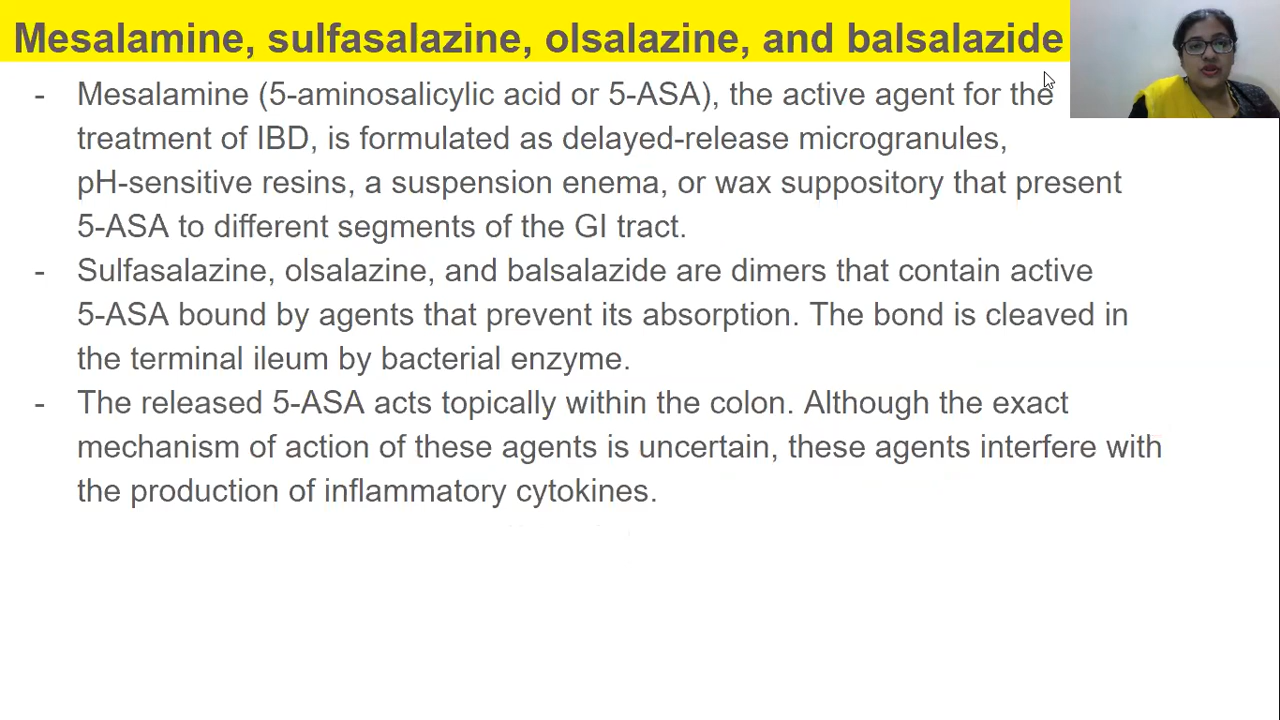 Mesalamine, sulfasalazine, olsalazine, and balsalazide
- Mesalamine (5-aminosalicylic acid or 5-ASA), the active agent for the
treatment of IBD, is formulated as delayed-release microgranules,
pH-sensitive resins, a suspension enema, or wax suppository that present
5-ASA to different segments of the GI tract.
- Sulfasalazine, olsalazine, and balsalazide are dimers that contain active
5-ASA bound by agents that prevent its absorption. The bond is cleaved in
the terminal ileum by bacterial enzyme.
- The released 5-ASA acts topically within the colon. Although the exact
mechanism of action of these agents is uncertain, these agents interfere with
the production of inflammatory cytokines.